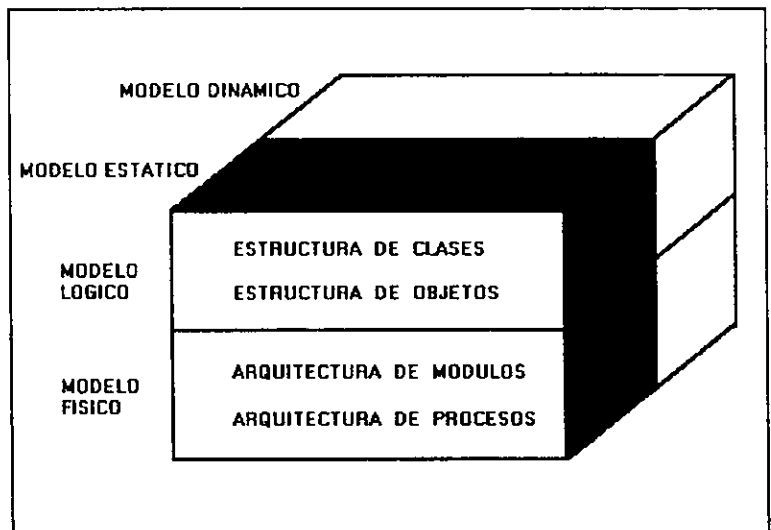 MODELO DINAMICO
MODELO ESTATICO
MODELO
LOGICO
ESTRUCTURA DE CLASES
ESTRUCTURA DE OBJETOS
MODELO
FISICO
ARQUITECTURA DE MODULOS
ARQUITECTURA DE PROCESOS